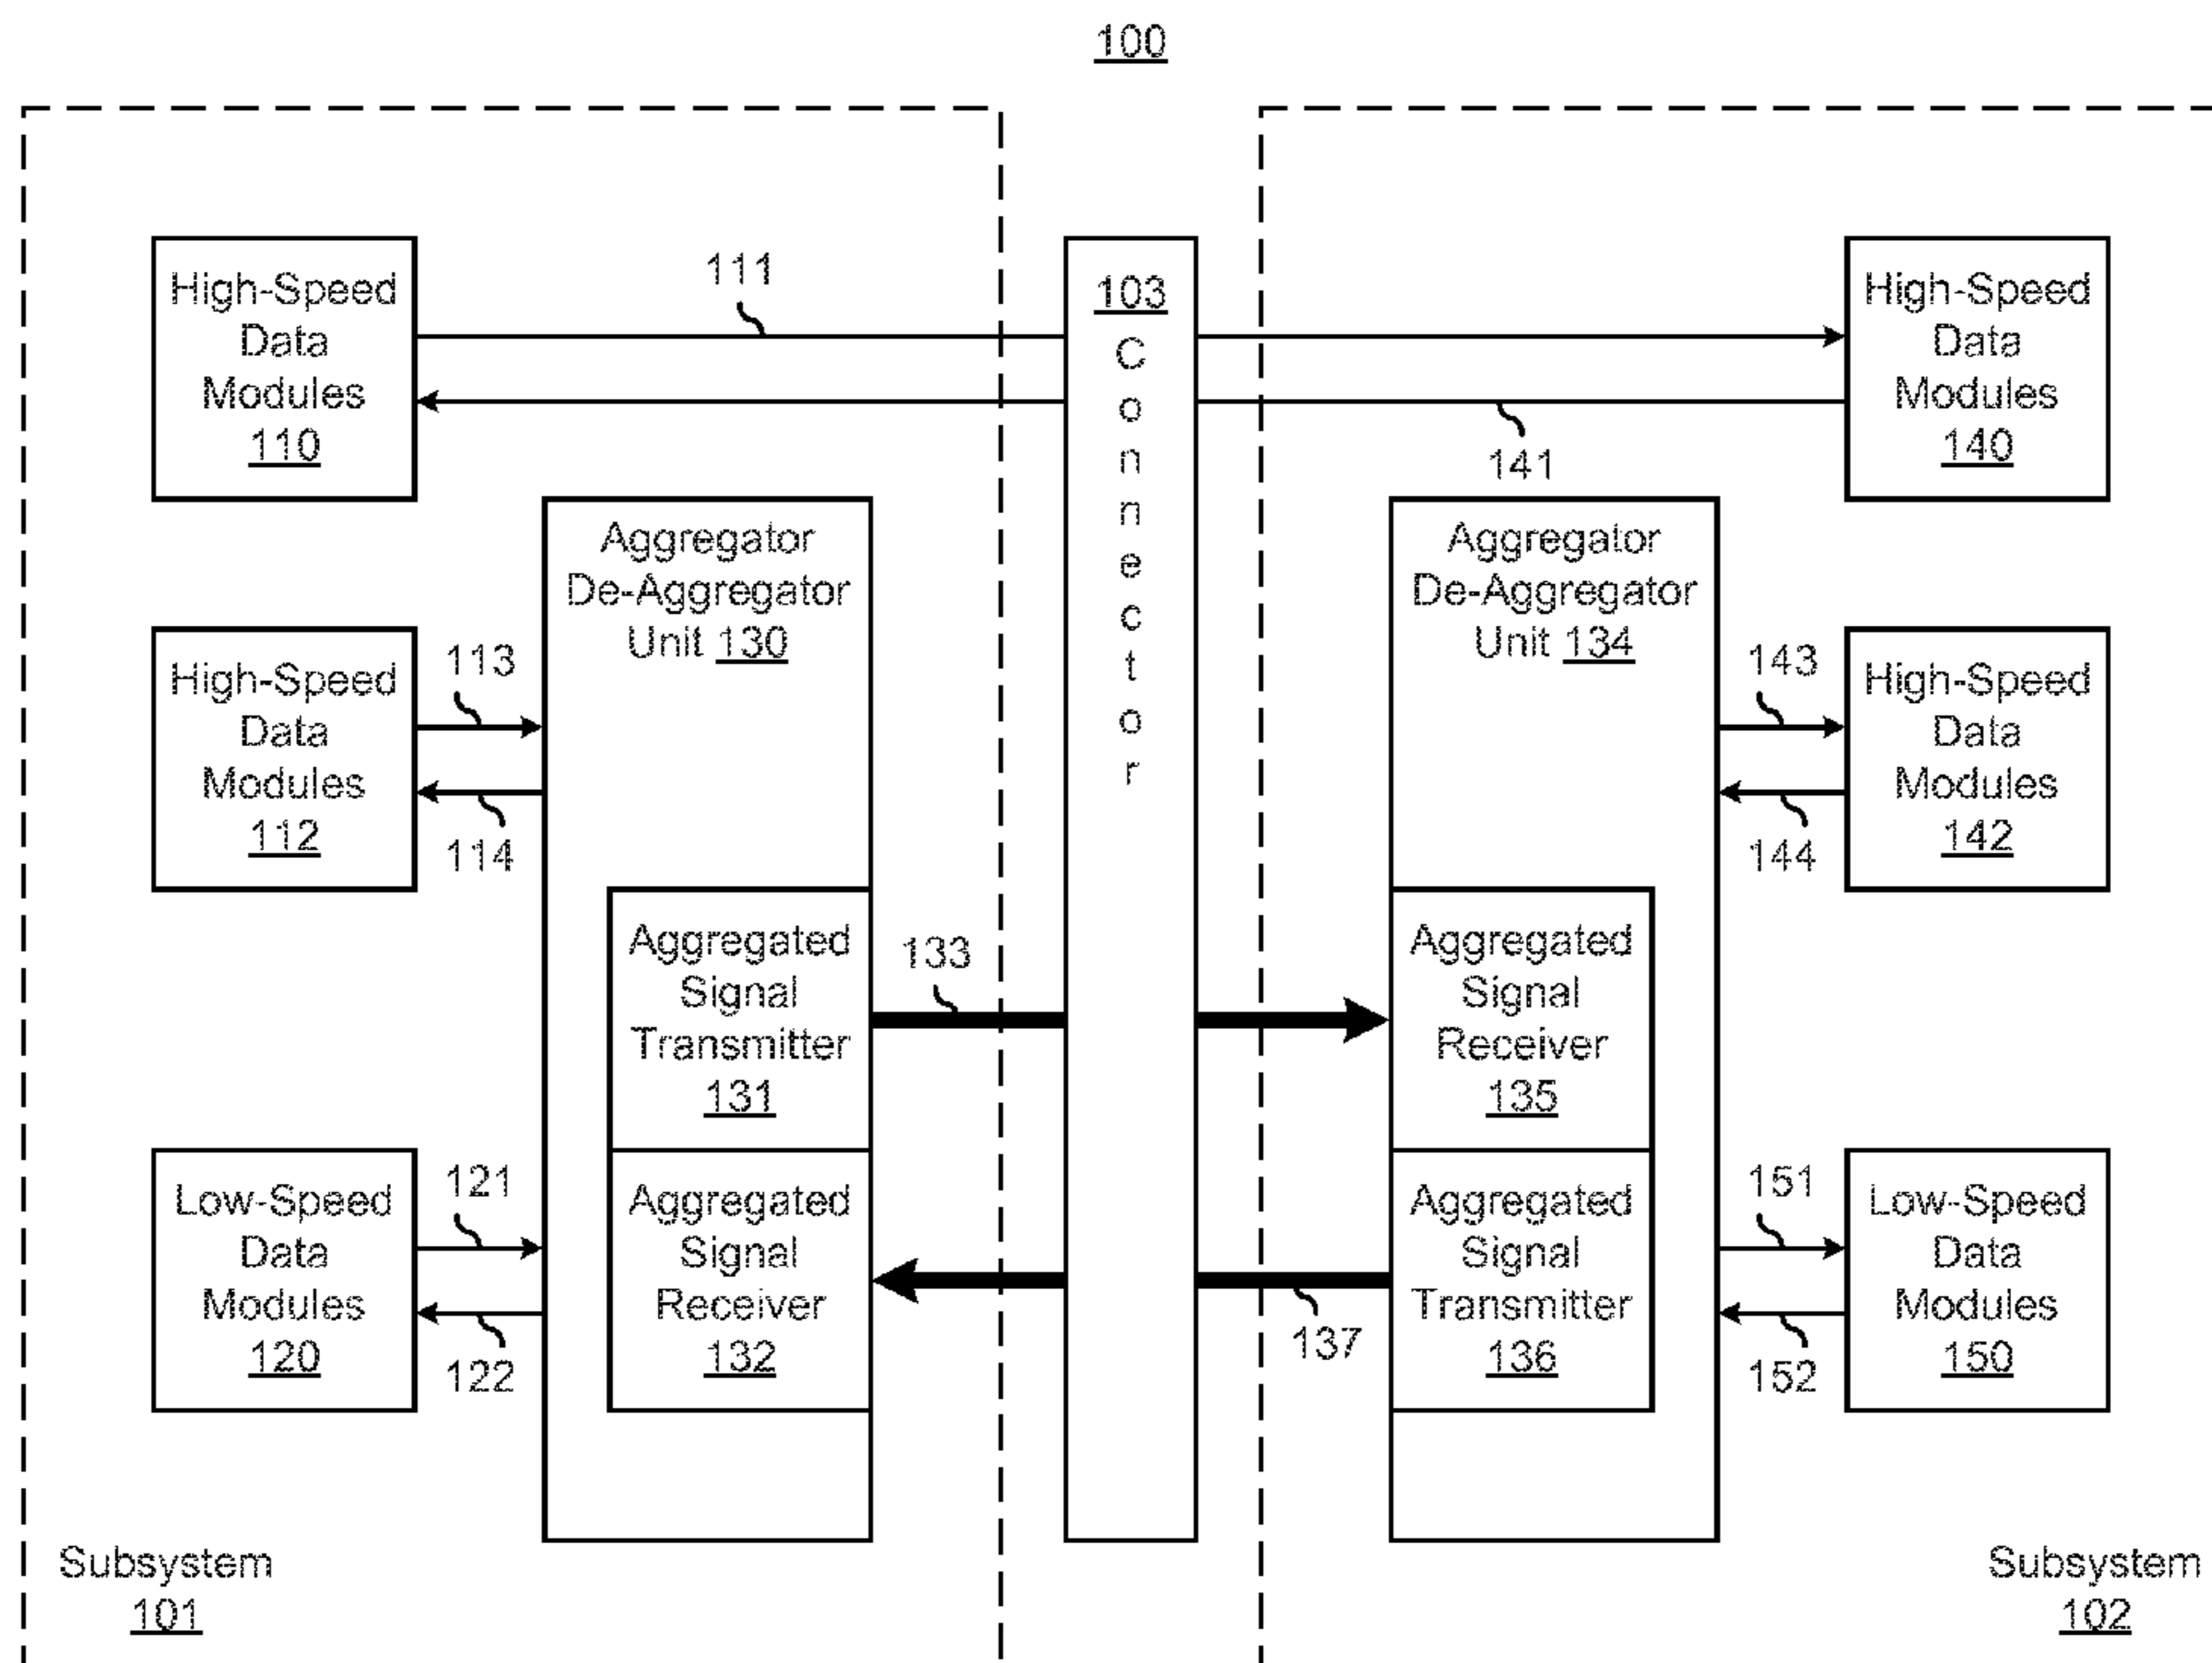 100
High-Speed
Data
Modules
110
111
103
C
o
n
n
e
c
t
o
r
141
High-Speed
Data
Modules
140
High-Speed
Data
Modules
112
113
114
Aggregator
De-Aggregator
Unit 130
Aggregator
De-Aggregator
Unit 134
143
144
High-Speed
Data
Modules
142
Aggregated
Signal
Transmitter
131
133
Aggregated
Signal
Receiver
135
Low-Speed
Data
Modules
120
121
122
Aggregated
Signal
Receiver
132
137
Aggregated
Signal
Transmitter
136
151
152
Low-Speed
Data
Modules
150
Subsystem
101
Subsystem
102